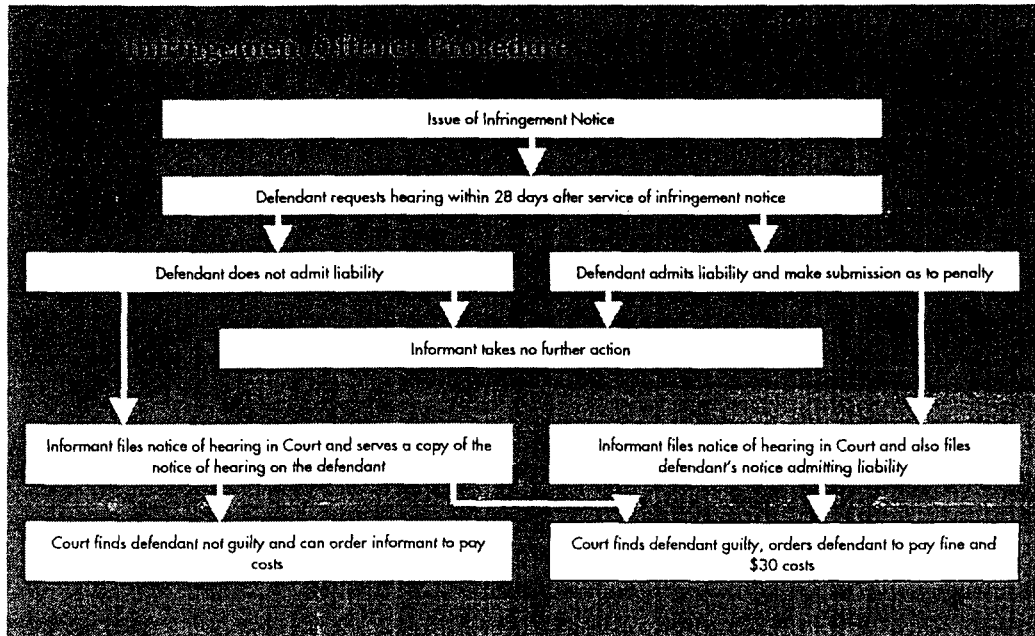 Infringement Offence Procedure
Issue of Infringement Notice
Defendant requests hearing within 28 days after service of infringement notice
Defendant does not admit liability
Defendant admits liability and make submission as to penalty
Informant takes no further action
Informant files notice of hearing in Court and serves a copy of the
notice of hearing on the defendant
Informant files notice of hearing in Court and also files
defendant's notice admitting liability
Court finds defendant not guilty and can order informant to pay
costs
Court finds defendant guilty, orders defendant to pay fine and
$30 costs